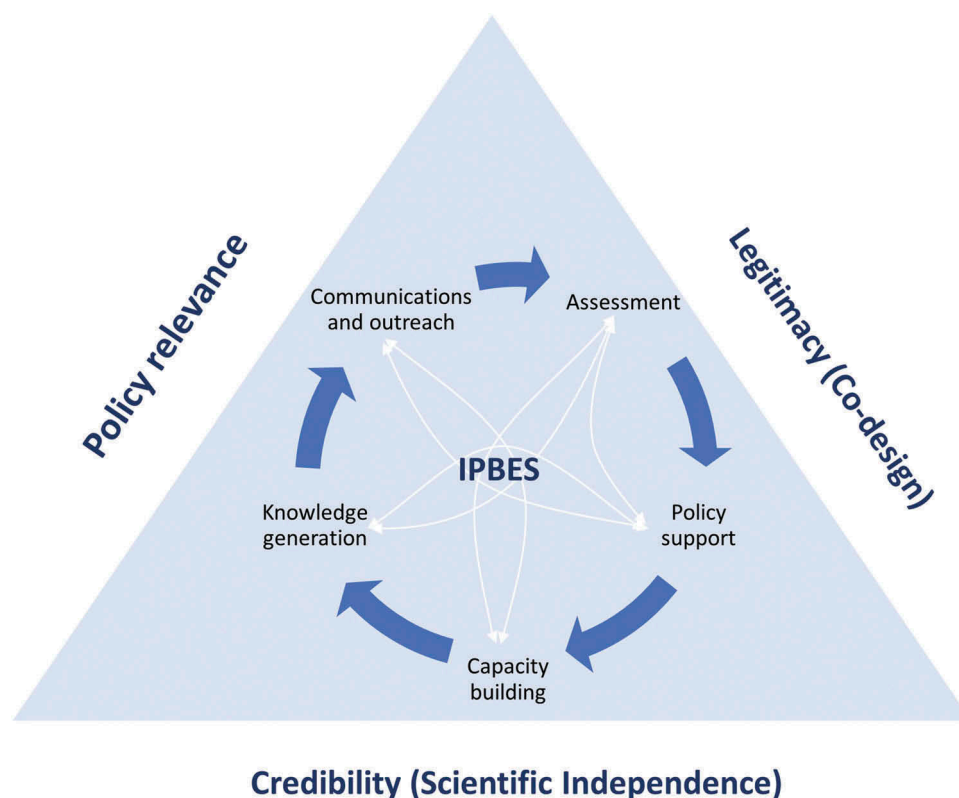 Policy relevance
Legitimacy (Co-design)
Communications
and outreach
Assessment
IPBES
Knowledge
generation
Policy
support
Capacity
building
Credibility (Scientific Independence)